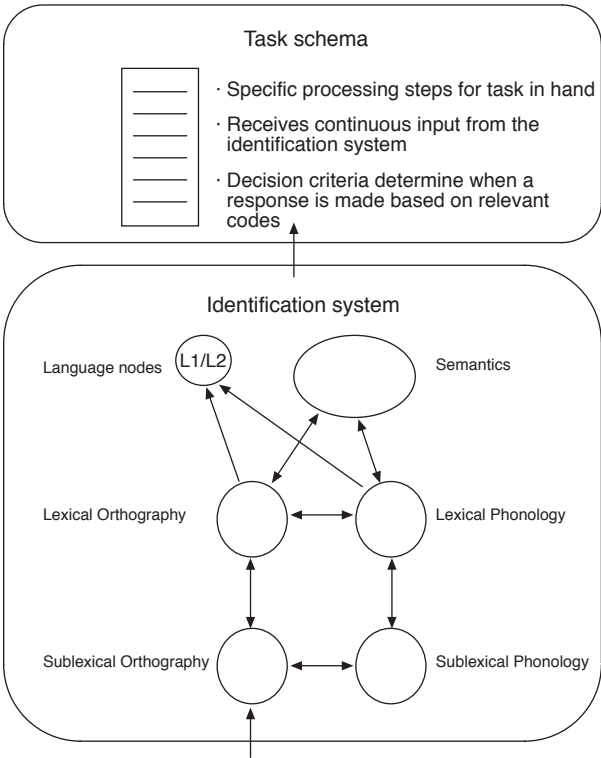 Task schema
· Specific processing steps for task in hand
· Receives continuous input from the
identification system
· Decision criteria determine when a
response is made based on relevant
codes
Identification system
Language nodes
L1/L2
Semantics
Lexical Orthography
Lexical Phonology
Sublexical Orthography
Sublexical Phonology